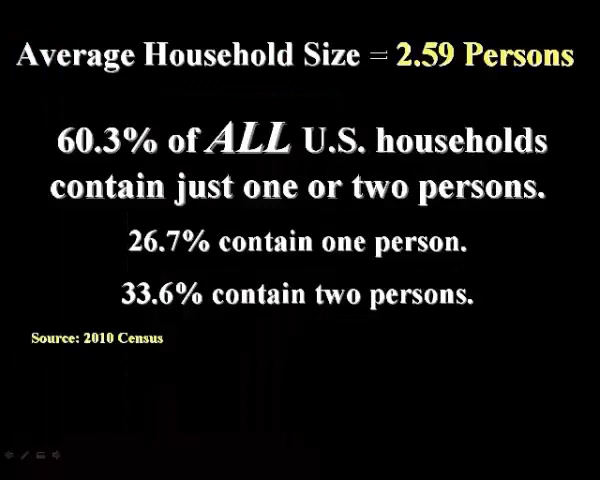 Average Household Size = 2.59 Persons
60.3% of ALL U.S. households
contain just one or two persons.
26.7% contain one person.
33.6% contain two persons.
Source: 2010 Census